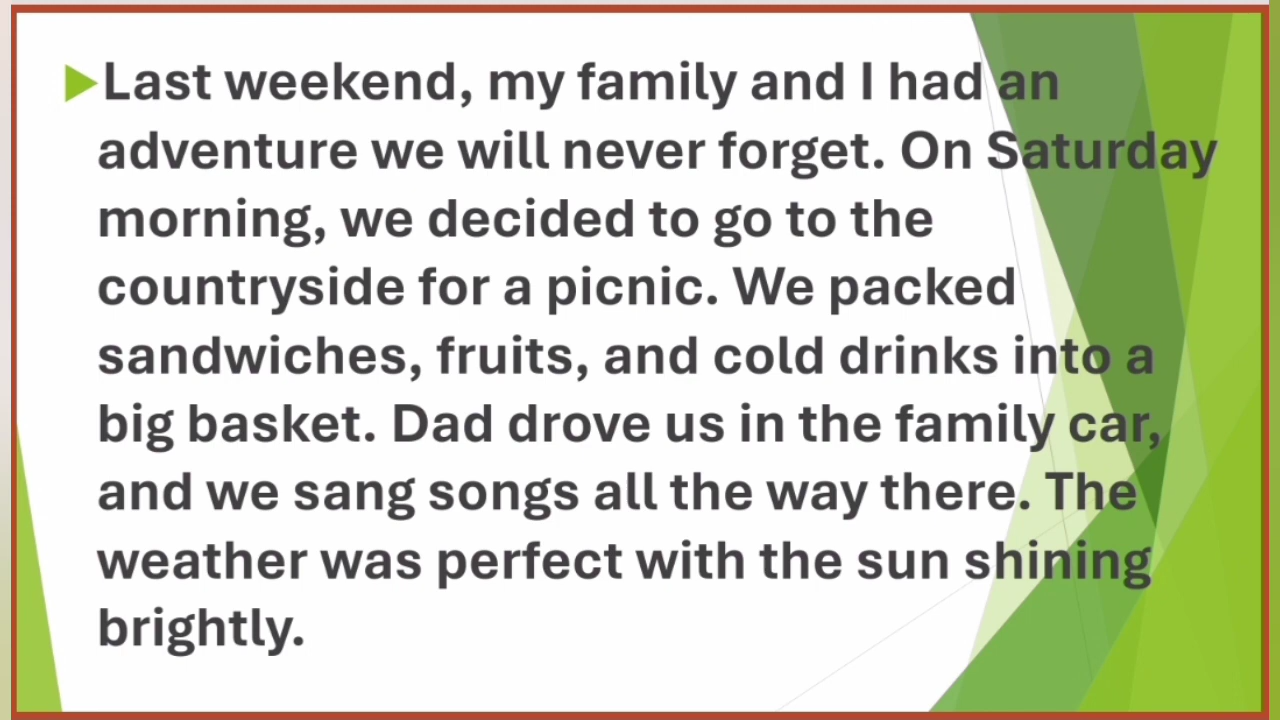 Last weekend, my family and I had an
adventure we will never forget. On Saturday
morning, we decided to go to the
countryside for a picnic. We packed
sandwiches, fruits, and cold drinks into a
big basket. Dad drove us in the family car,
and we sang songs all the way there. The
weather was perfect with the sun shining
brightly.